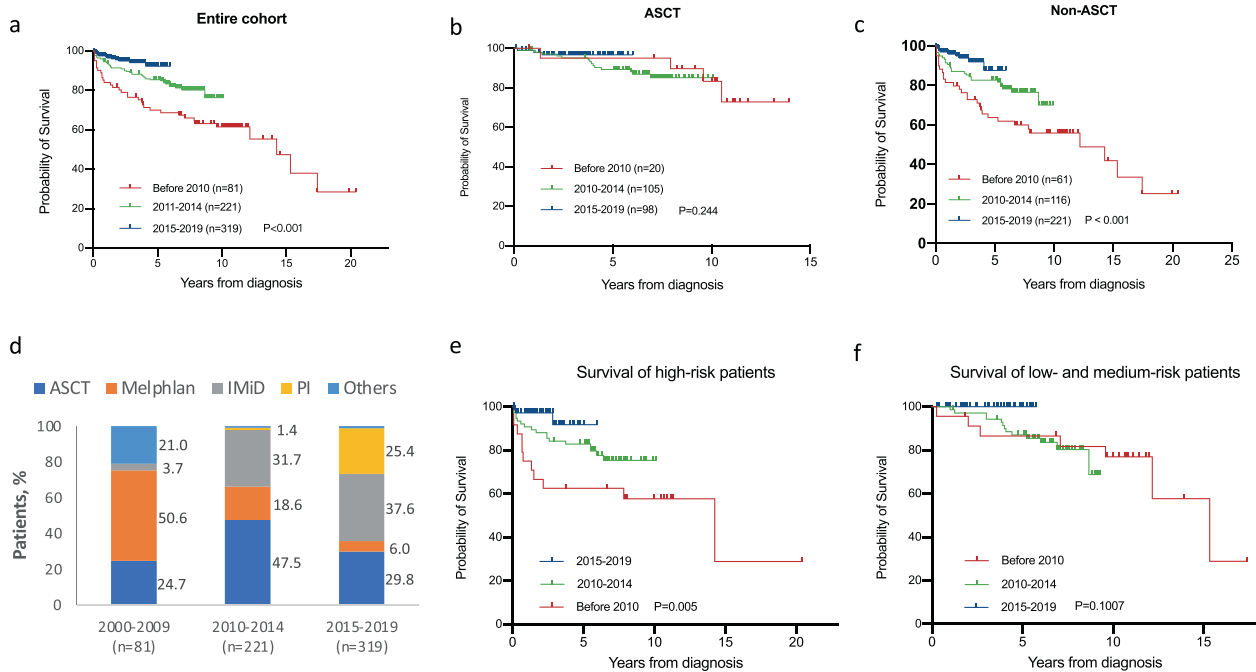 a
Entire cohort
100
80
60
40
20
0
0
5
10
15
20
Probability of Survival
Years from diagnosis
Before 2010 (n=81)
2011-2014 (n=221)
2015-2019 (n=319) P<0.001
b
ASCT
100
80
60
40
20
0
0
5
10
15
Probability of Survival
Years from diagnosis
Before 2010 (n=20)
2010-2014 (n=105)
2015-2019 (n=98) P=0.244
c
Non-ASCT
100
80
60
40
20
0
0
5
10
15
20
25
Probability of Survival
Years from diagnosis
Before 2010 (n=61)
2010-2014 (n=116)
2015-2019 (n=221) P < 0.001
d
ASCT Melphlan IMiD PI Others
100
80
60
40
20
0
Patients, %
21.0
3.7
50.6
24.7
1.4
31.7
18.6
47.5
25.4
37.6
6.0
29.8
2000-2009 2010-2014 2015-2019
(n=81) (n=221) (n=319)
e
Survival of high-risk patients
100
80
60
40
20
0
0
5
10
15
20
Probability of Survival
Years from diagnosis
2015-2019
2010-2014
Before 2010 P=0.005
f
Survival of low- and medium-risk patients
100
80
60
40
20
0
0
5
10
15
Probability of Survival
Years from diagnosis
Before 2010
2010-2014
2015-2019 P=0.1007